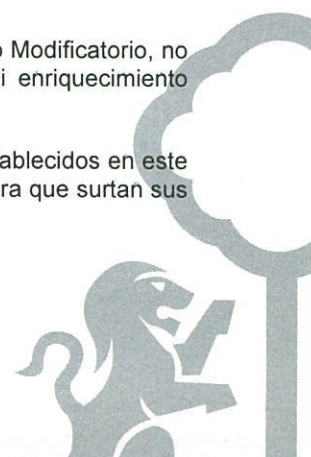 o Modificatorio, no
i enriquecimiento
ablecidos en este
ra que surtan sus